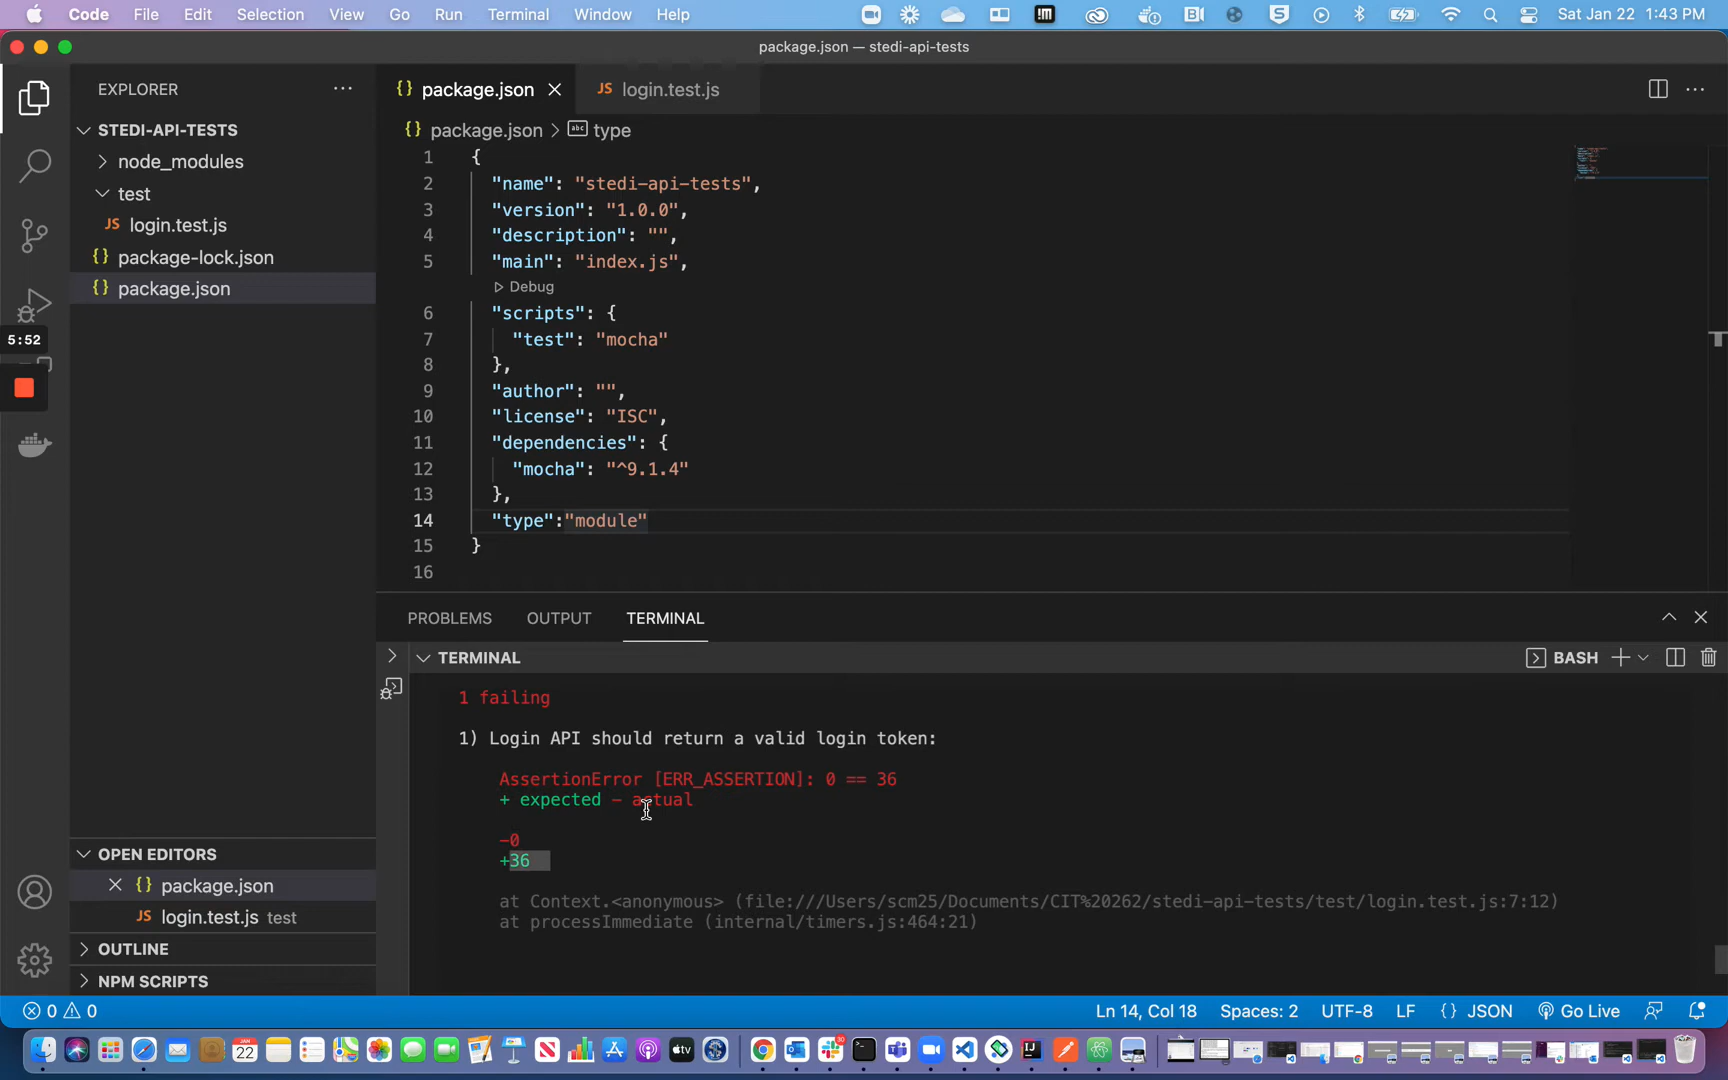 Code File Edit Selection View Go Run Terminal Window Help Sat Jan 22 1:43 PM
package.json — stedi-api-tests
EXPLORER
STEDI-API-TESTS
node_modules
test
JS login.test.js
{} package-lock.json
{} package.json
5:52
{} package.json
JS login.test.js
{} package.json > abc type
1 {
2 "name": "stedi-api-tests",
3 "version": "1.0.0",
4 "description": "",
5 "main": "index.js",
Debug
6 "scripts": {
7 "test": "mocha"
8 },
9 "author": "",
10 "license": "ISC",
11 "dependencies": {
12 "mocha": "^9.1.4"
13 },
14 "type":"module"
15 }
16
PROBLEMS OUTPUT TERMINAL
TERMINAL
BASH
1 failing
1) Login API should return a valid login token:
AssertionError [ERR_ASSERTION]: 0 == 36
+ expected - actual
-0
+36
at Context.<anonymous> (file:///Users/scm25/Documents/CIT%20262/stedi-api-tests/test/login.test.js:7:12)
at processImmediate (internal/timers.js:464:21)
OPEN EDITORS
{} package.json
JS login.test.js test
OUTLINE
NPM SCRIPTS
0 0
Ln 14, Col 18 Spaces: 2 UTF-8 LF {} JSON Go Live
JAN
22
tv